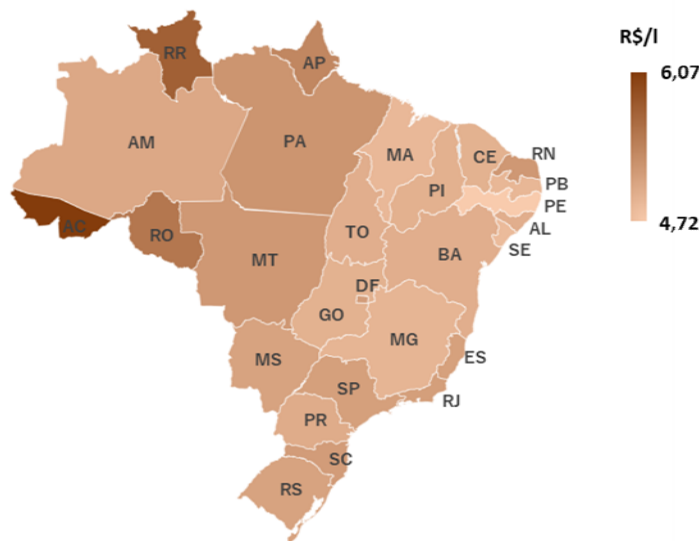 R$/l
6,07
4,72
RR
AP
AM
PA
MA
CE
RN
PI
PB
PE
AC
RO
TO
AL
SE
MT
BA
DF
GO
MG
MS
ES
SP
RJ
PR
SC
RS